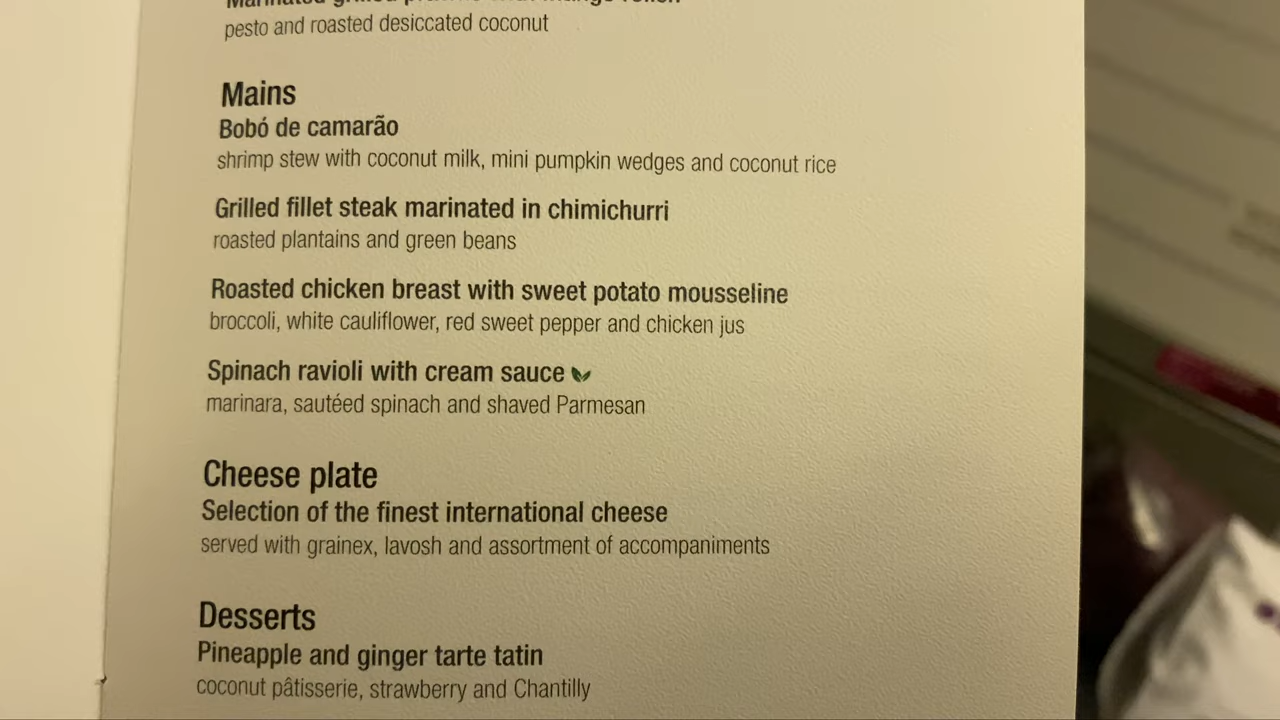 pesto and roasted desiccated coconut
Mains
Bobó de camarão
shrimp stew with coconut milk, mini pumpkin wedges and coconut rice
Grilled fillet steak marinated in chimichurri
roasted plantains and green beans
Roasted chicken breast with sweet potato mousseline
broccoli, white cauliflower, red sweet pepper and chicken jus
Spinach ravioli with cream sauce
marinara, sautéed spinach and shaved Parmesan
Cheese plate
Selection of the finest international cheese
served with grainex, lavosh and assortment of accompaniments
Desserts
Pineapple and ginger tarte tatin
coconut pâtisserie, strawberry and Chantilly